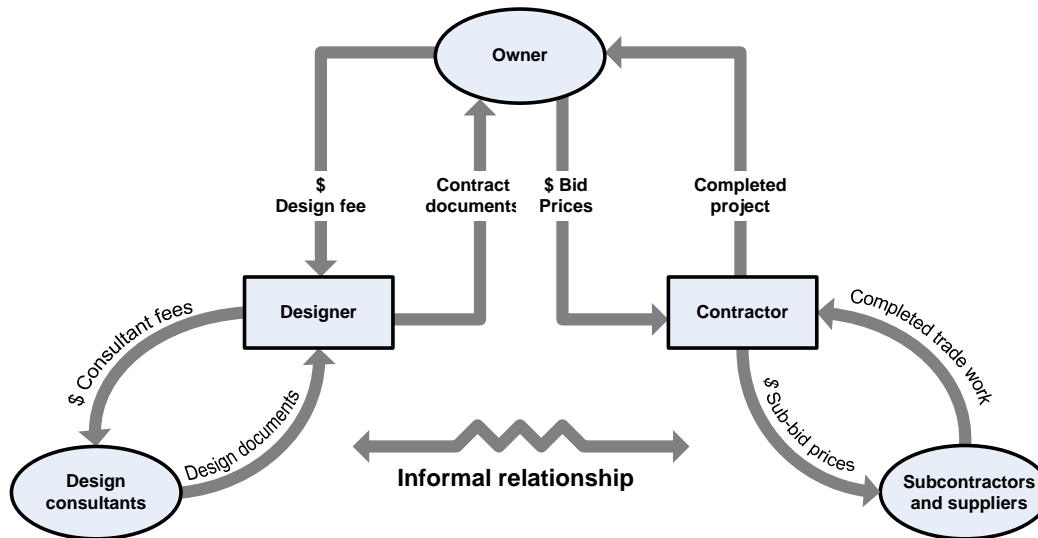 Owner
$
Design fee
Contract
documents
$ Bid
Prices
Completed
project
Designer
Contractor
$ Consultant fees
Design documents
Completed trade work
$ Sub-bid prices
Informal relationship
Design
consultants
Subcontractors
and suppliers